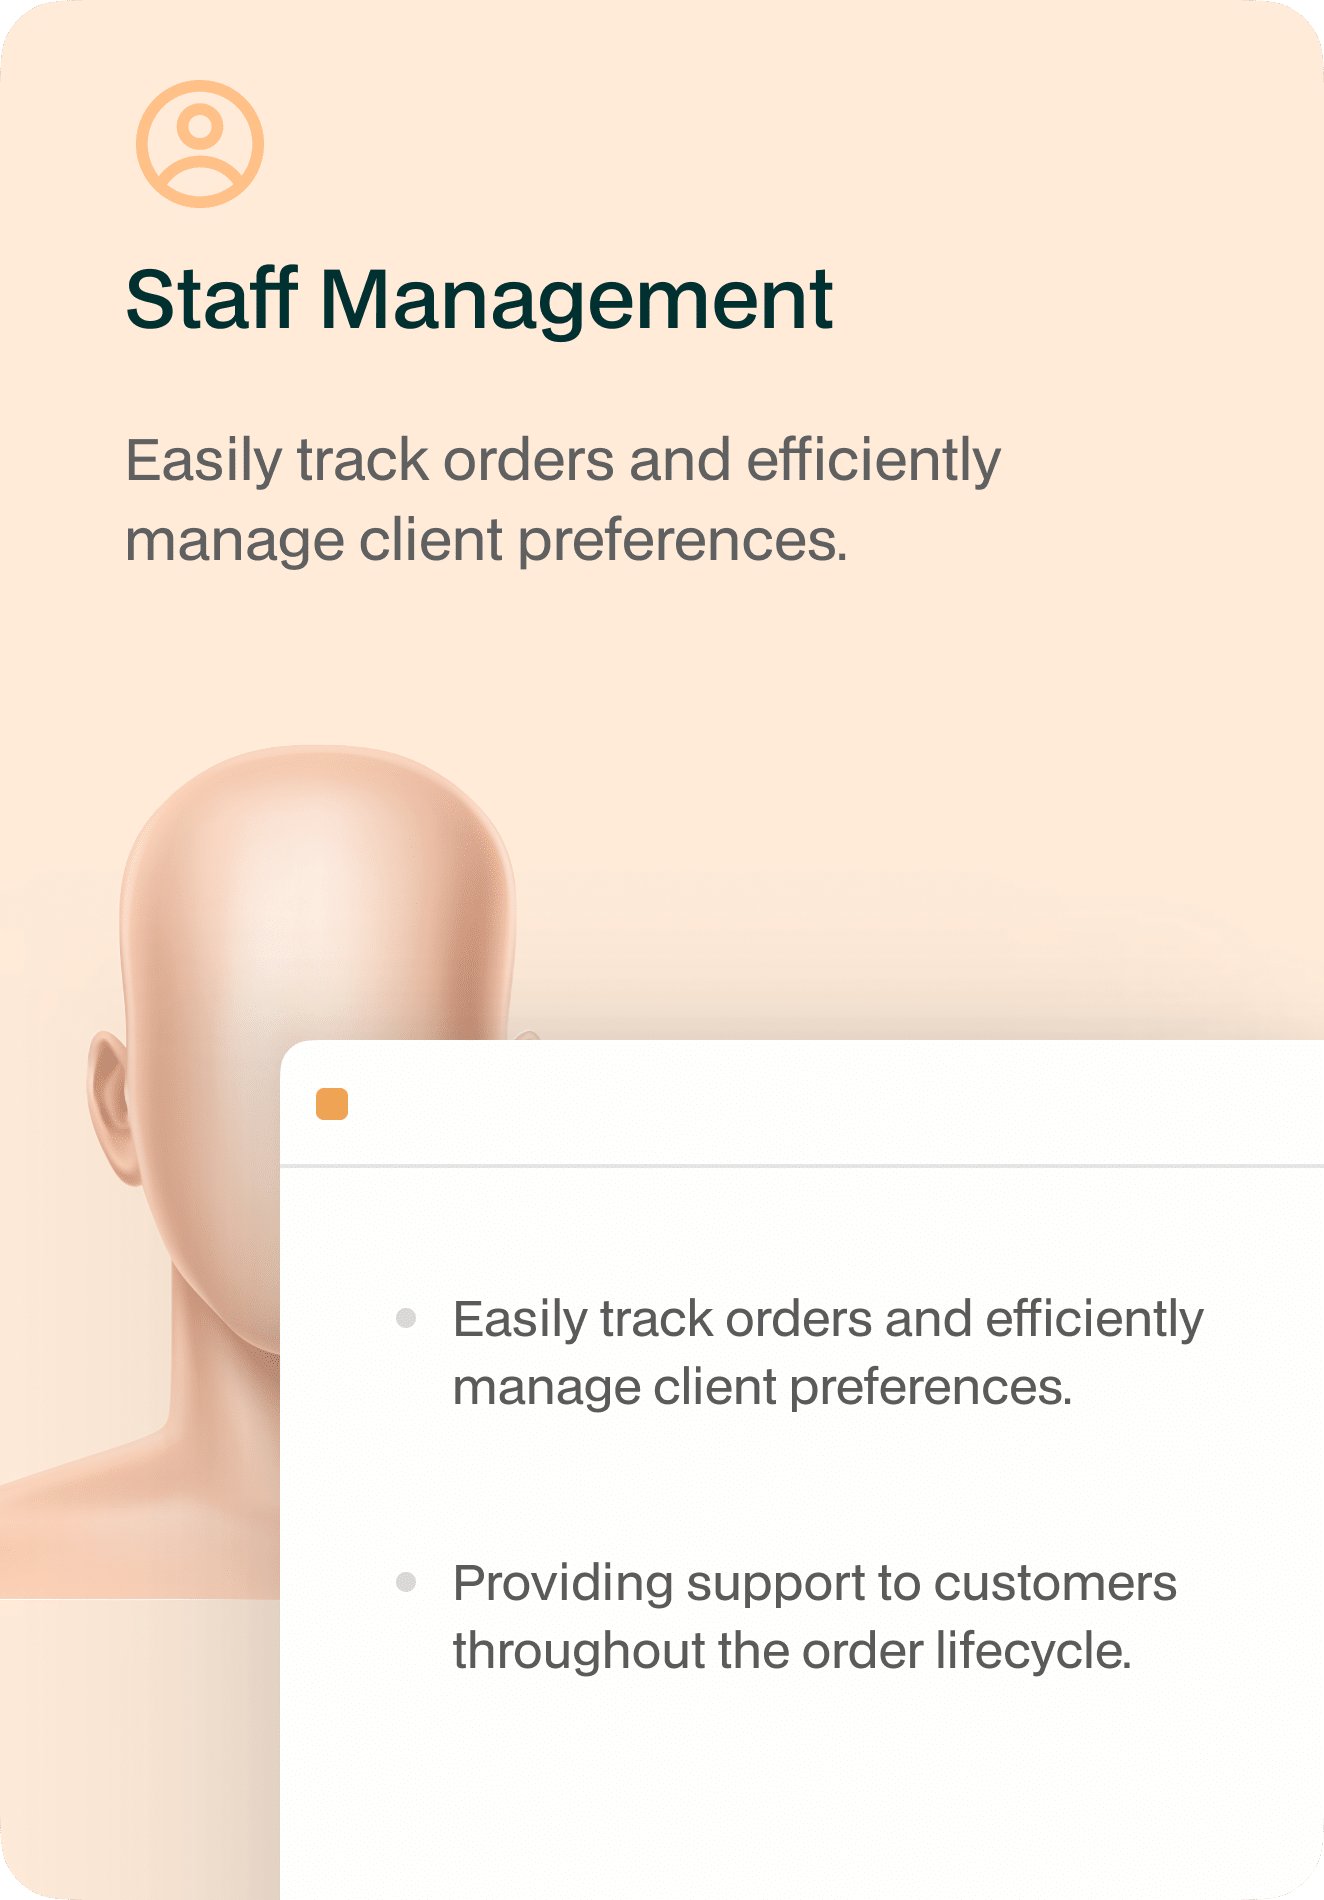 Staff Management
Easily track orders and efficiently
manage client preferences.
Easily track orders and efficiently
manage client preferences.
Providing support to customers
throughout the order lifecycle.